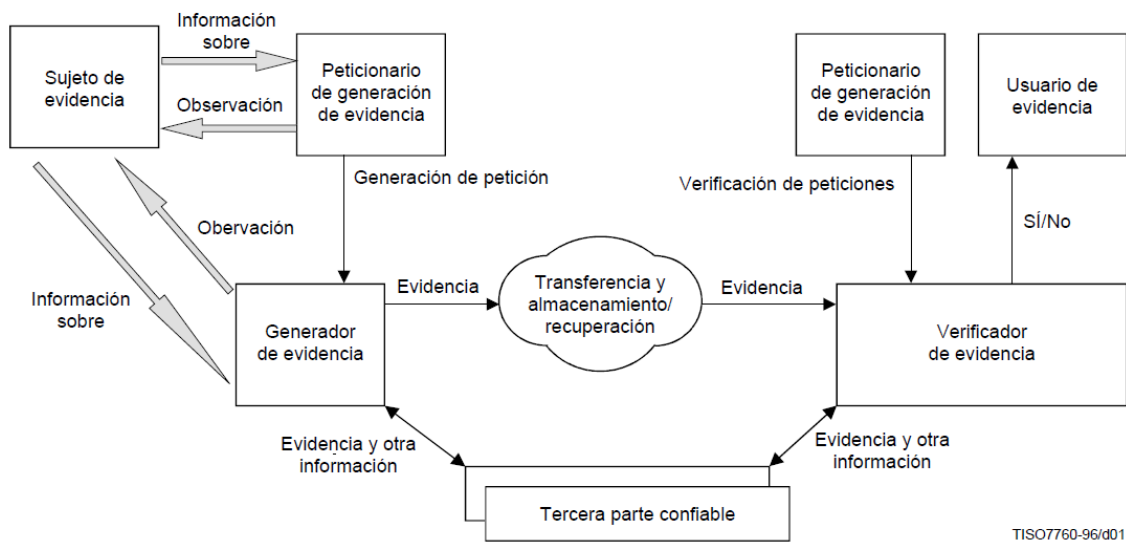 Información
sobre
Sujeto de
evidencia
Observación
Peticionario
de generación
de evidencia
Peticionario
de generación
de evidencia
Usuario de
evidencia
Generación de petición
Verificación de peticiones
SÍ/No
Obervación
Información
sobre
Generador
de evidencia
Evidencia
Transferencia y
almacenamiento/
recuperación
Evidencia
Verificador
de evidencia
Evidencia y otra
información
Evidencia y otra
información
Tercera parte confiable
TISO7760-96/d01